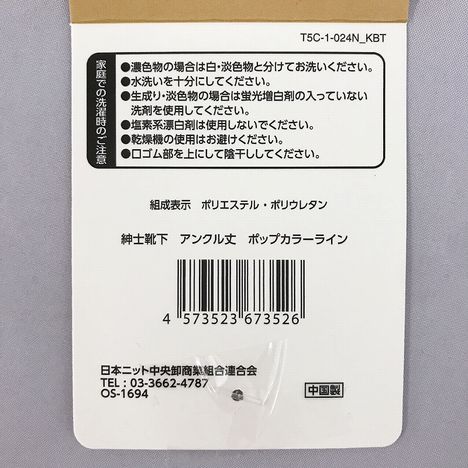 T5C-1-024N_KBT
家庭での洗濯時のご注意
●濃色物の場合は白・淡色物と分けてお洗いください。
●水洗いを十分にしてください。
●生成り・淡色物の場合は蛍光増白剤の入っていない
洗剤を使用してください。
●塩素系漂白剤は使用しないでください。
●乾燥機の使用はお避けください。
●口ゴム部を上にして陰干ししてください。
組成表示 ポリエステル・ポリウレタン
紳士靴下 アンクル丈 ポップカラーライン
4 573523 673526
日本ニット中央卸商業組合連合会
TEL : 03-3662-4787
OS-1694
中国製